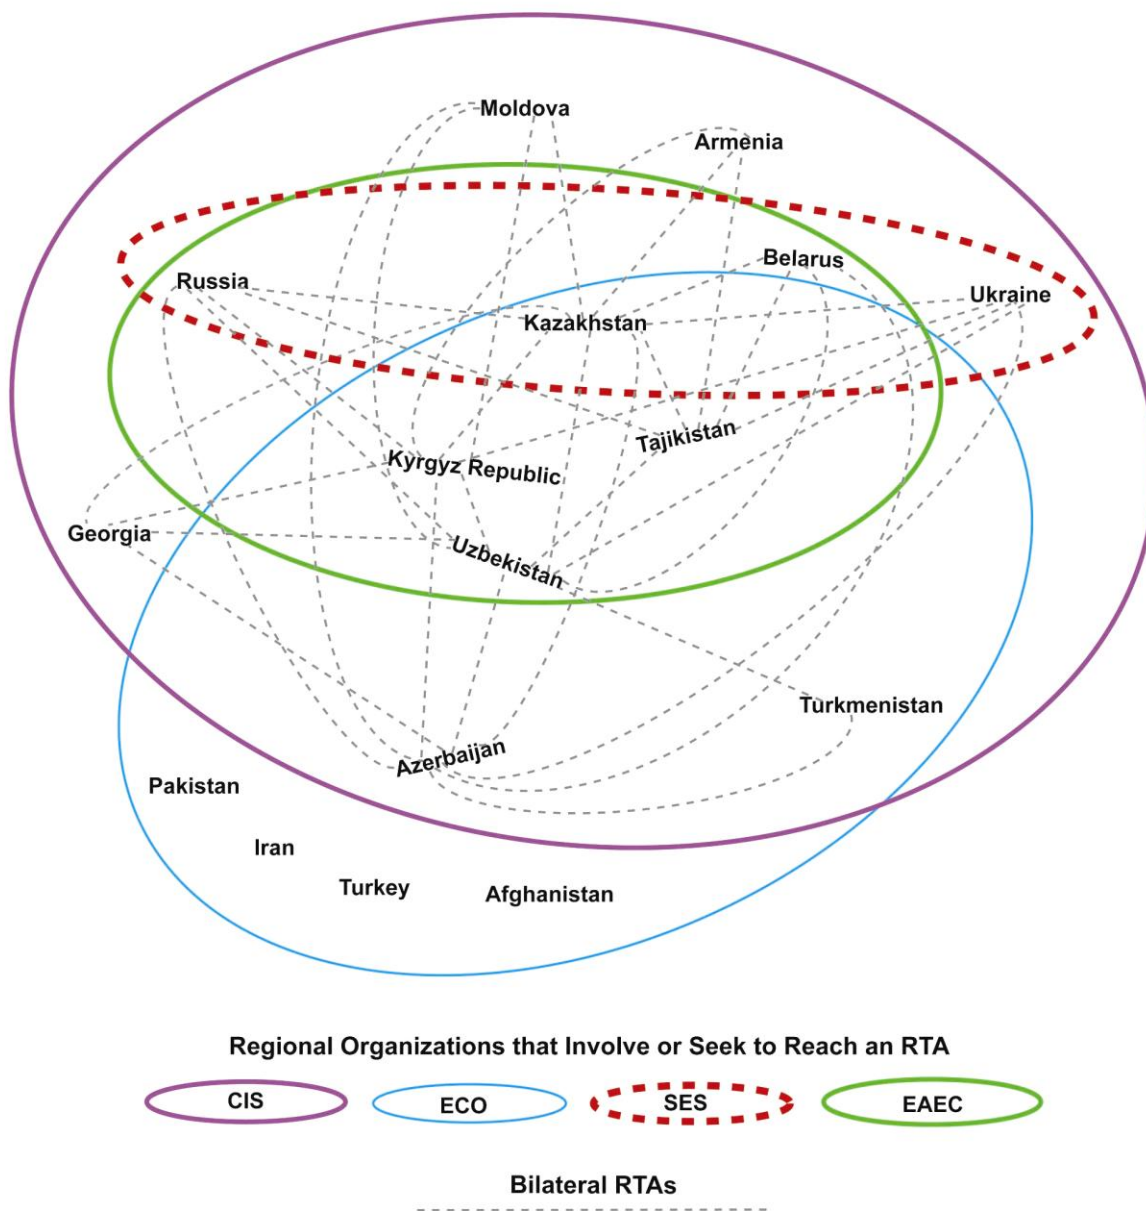 Moldova
Armenia
Belarus
Russia
Ukraine
Kazakhstan
Tajikistan
Kyrgyz Republic
Georgia
Uzbekistan
Turkmenistan
Azerbaijan
Pakistan
Iran
Turkey
Afghanistan
Regional Organizations that Involve or Seek to Reach an RTA
CIS
ECO
SES
EAEC
Bilateral RTAs